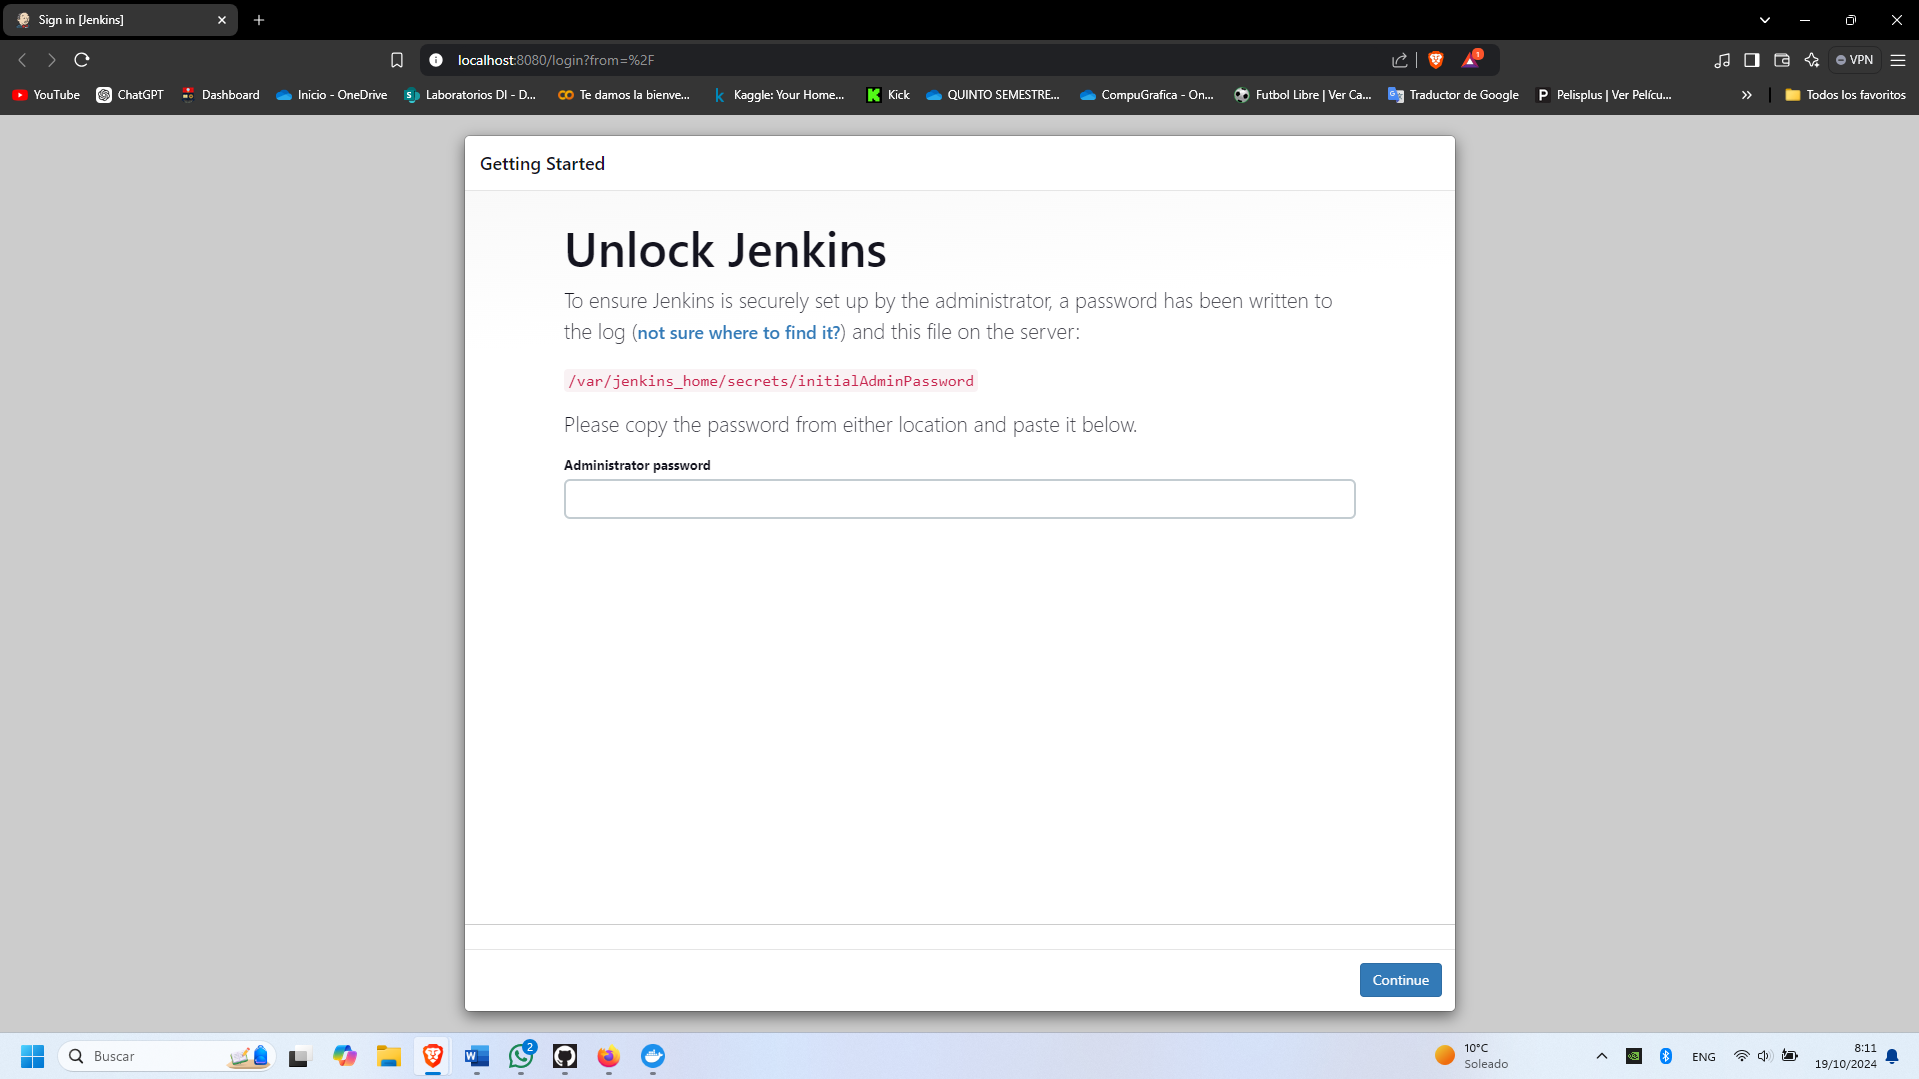 Sign in [Jenkins]
localhost:8080/login?from=%2F
1
VPN
YouTube
ChatGPT
Dashboard
Inicio - OneDrive
Laboratorios DI - D...
Te damos la bienve...
Kaggle: Your Home...
Kick
QUINTO SEMESTRE...
CompuGrafica - On...
Futbol Libre | Ver Ca...
Traductor de Google
Pelisplus | Ver Pelícu...
Todos los favoritos
Getting Started
Unlock Jenkins
To ensure Jenkins is securely set up by the administrator, a password has been written to
the log (not sure where to find it?) and this file on the server:
/var/jenkins_home/secrets/initialAdminPassword
Please copy the password from either location and paste it below.
Administrator password
Continue
Buscar
2
10°C
Soleado
ENG
8:11
19/10/2024